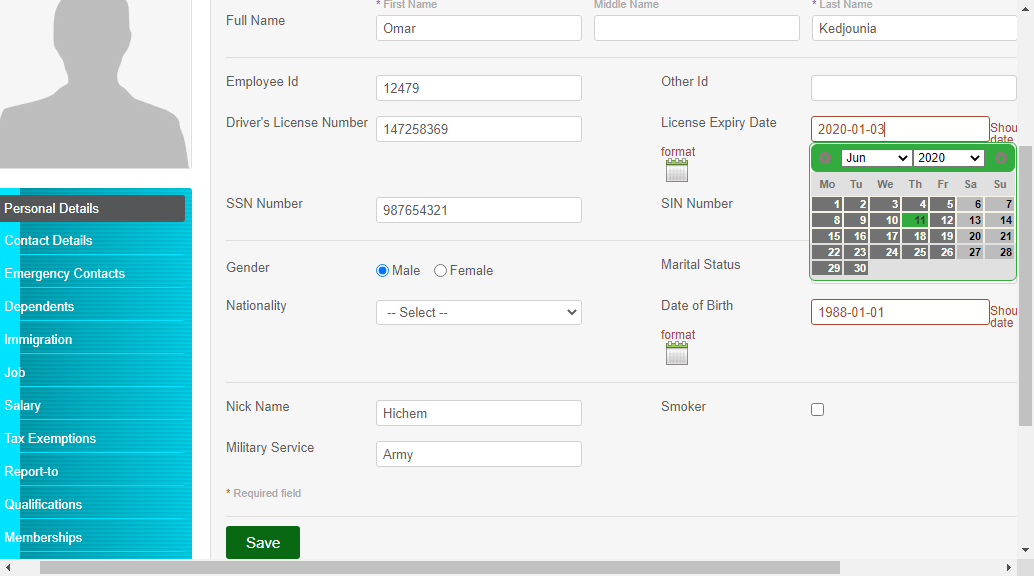 * First Name Middle Name * Last Name
Full Name Omar Kedjounia
Employee Id 12479 Other Id
Driver's License Number 147258369 License Expiry Date 2020-01-03 Shou
date
format
Jun 2020
Mo Tu We Th Fr Sa Su
1 2 3 4 5 6 7
8 9 10 11 12 13 14
15 16 17 18 19 20 21
22 23 24 25 26 27 28
29 30
SSN Number 987654321 SIN Number
Gender Male Female Marital Status
Nationality -- Select -- Date of Birth 1988-01-01 Shou
date
format
Nick Name Hichem Smoker
Military Service Army
* Required field
Save
Personal Details
Contact Details
Emergency Contacts
Dependents
Immigration
Job
Salary
Tax Exemptions
Report-to
Qualifications
Memberships